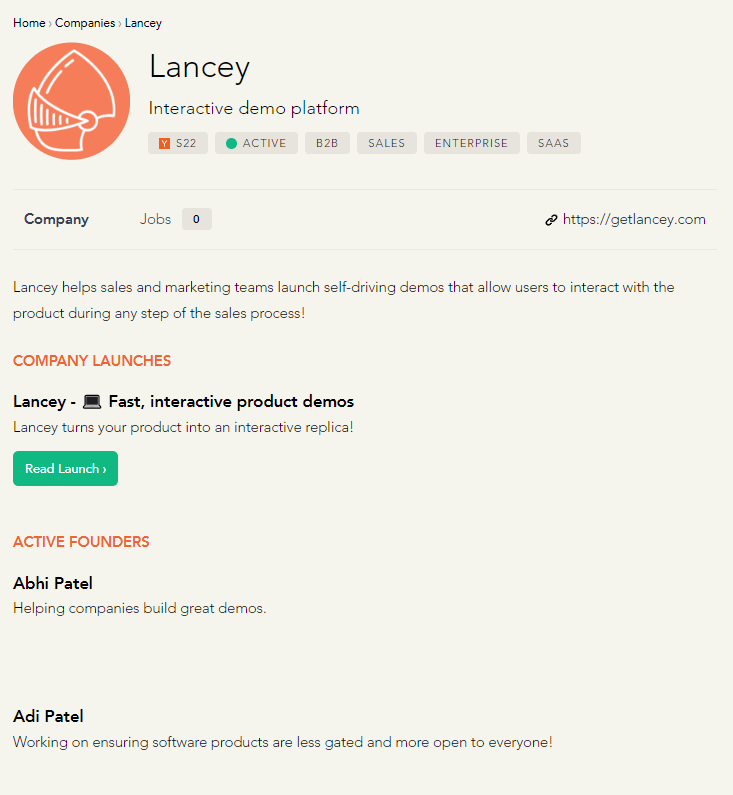 Home › Companies › Lancey
Lancey
Interactive demo platform
Y S22 ACTIVE B2B SALES ENTERPRISE SAAS
Company Jobs 0 https://getlancey.com
Lancey helps sales and marketing teams launch self-driving demos that allow users to interact with the
product during any step of the sales process!
COMPANY LAUNCHES
Lancey - 💻 Fast, interactive product demos
Lancey turns your product into an interactive replica!
Read Launch ›
ACTIVE FOUNDERS
Abhi Patel
Helping companies build great demos.
Adi Patel
Working on ensuring software products are less gated and more open to everyone!